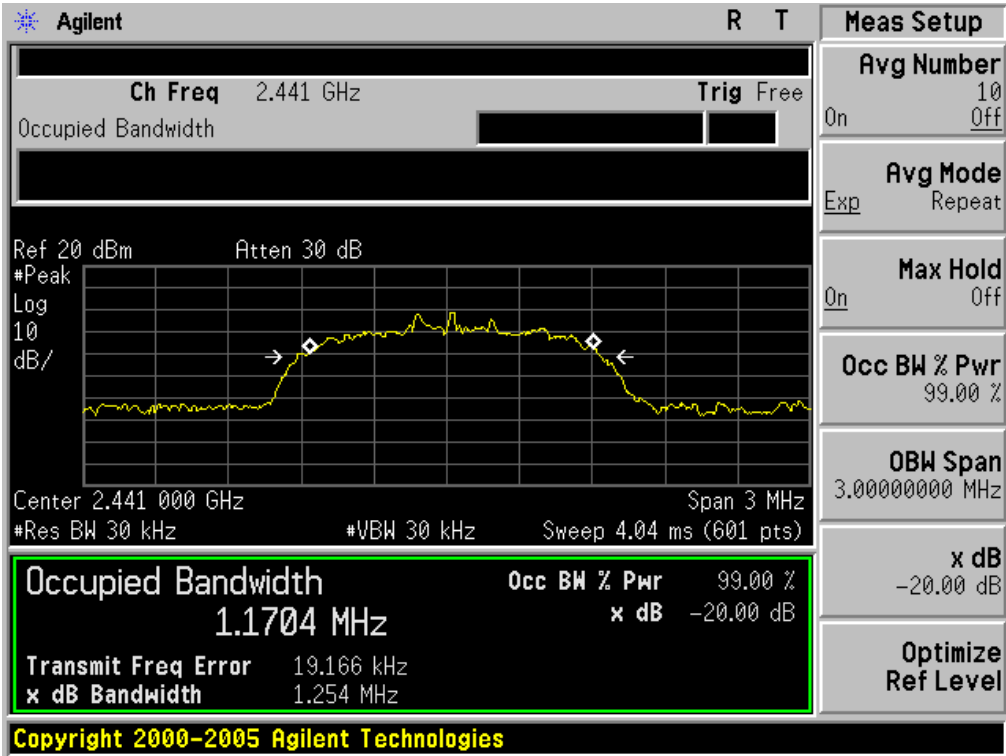 Agilent R T
Meas Setup
Ch Freq 2.441 GHz Trig Free
Occupied Bandwidth
Ref 20 dBm Atten 30 dB
#Peak
Log
10
dB/
Center 2.441 000 GHz Span 3 MHz
#Res BW 30 kHz #VBW 30 kHz Sweep 4.04 ms (601 pts)
Occupied Bandwidth Occ BW % Pwr 99.00 %
1.1704 MHz x dB -20.00 dB
Transmit Freq Error 19.166 kHz
x dB Bandwidth 1.254 MHz
Copyright 2000-2005 Agilent Technologies
Avg Number
10
On Off
Avg Mode
Exp Repeat
Max Hold
On Off
Occ BW % Pwr
99.00 %
OBW Span
3.00000000 MHz
x dB
-20.00 dB
Optimize
Ref Level